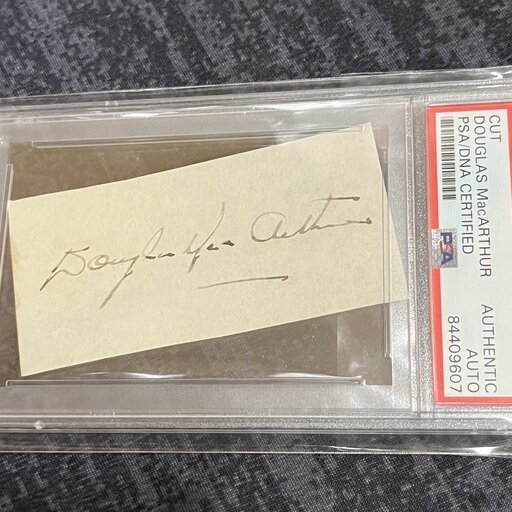 Douglas MacArthur
CUT
DOUGLAS MacARTHUR
PSA/DNA CERTIFIED
PSA
AUTHENTIC
AUTO
84409607